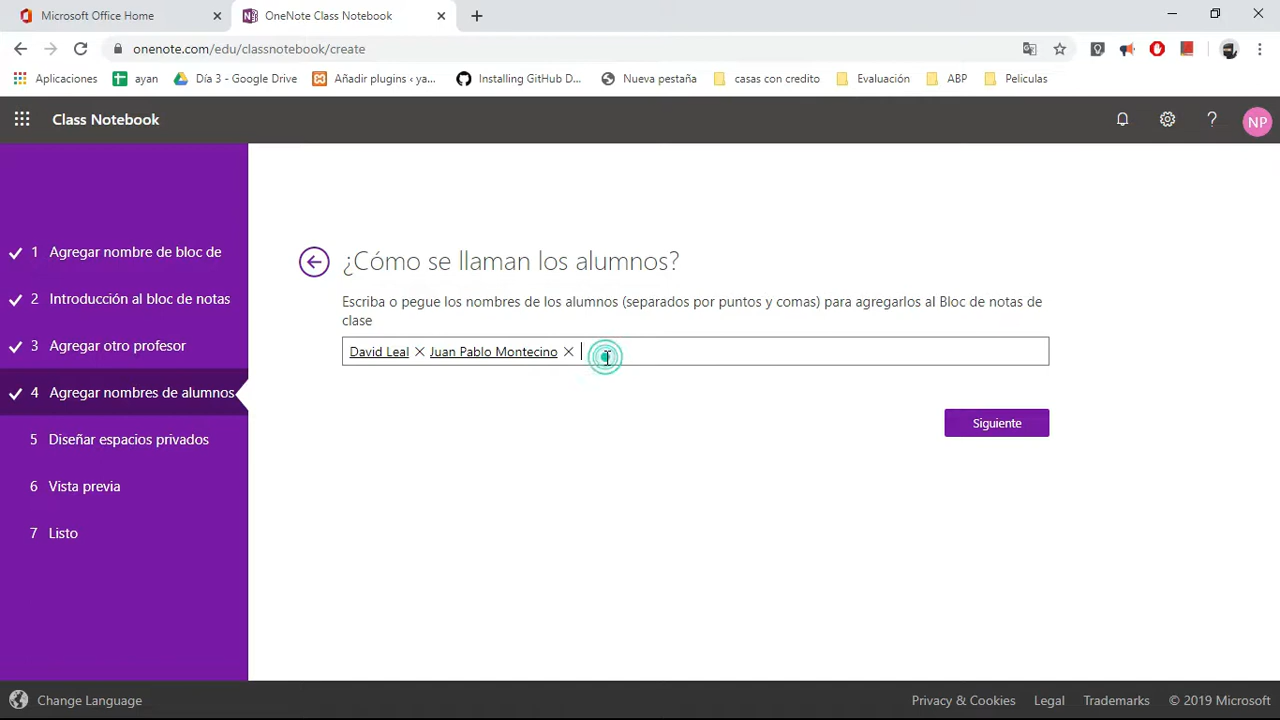 Microsoft Office Home
OneNote Class Notebook
onenote.com/edu/classnotebook/create
Aplicaciones
ayan
Día 3 - Google Drive
Añadir plugins ‹ ya...
Installing GitHub D...
Nueva pestaña
casas con credito
Evaluación
ABP
Peliculas
Class Notebook
?
NP
1 Agregar nombre de bloc de
2 Introducción al bloc de notas
3 Agregar otro profesor
4 Agregar nombres de alumnos
5 Diseñar espacios privados
6 Vista previa
7 Listo
¿Cómo se llaman los alumnos?
Escriba o pegue los nombres de los alumnos (separados por puntos y comas) para agregarlos al Bloc de notas de
clase
David Leal Juan Pablo Montecino
Siguiente
Change Language
Privacy & Cookies Legal Trademarks © 2019 Microsoft